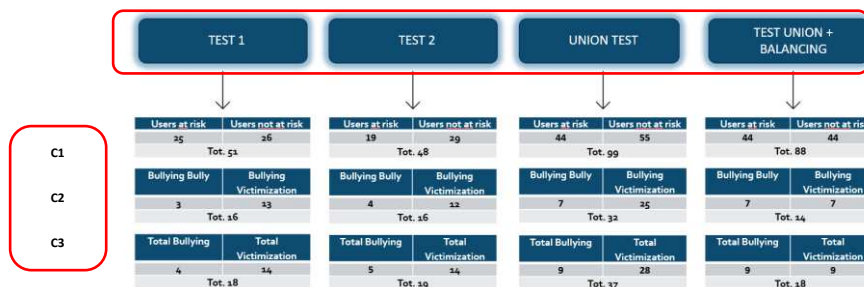 TEST 1 TEST 2 UNION TEST TEST UNION +
BALANCING
Users at risk Users not at risk Users at risk Users not at risk Users at risk Users not at risk Users at risk Users not at risk
25 26 19 29 44 55 44 44
C1 Tot. 51 Tot. 48 Tot. 99 Tot. 88
Bullying Bully Bullying Bullying Bully Bullying Bullying Bully Bullying Bullying Bully Bullying
Victimization Victimization Victimization Victimization
C2
3 13 4 12 7 25 7 7
Tot. 16 Tot. 16 Tot. 32 Tot. 14
C3
Total Bullying Total Total Bullying Total Total Bullying Total Total Bullying Total
Victimization Victimization Victimization Victimization
4 14 5 14 9 28 9 9
Tot. 18 Tot. 19 Tot. 37 Tot. 18